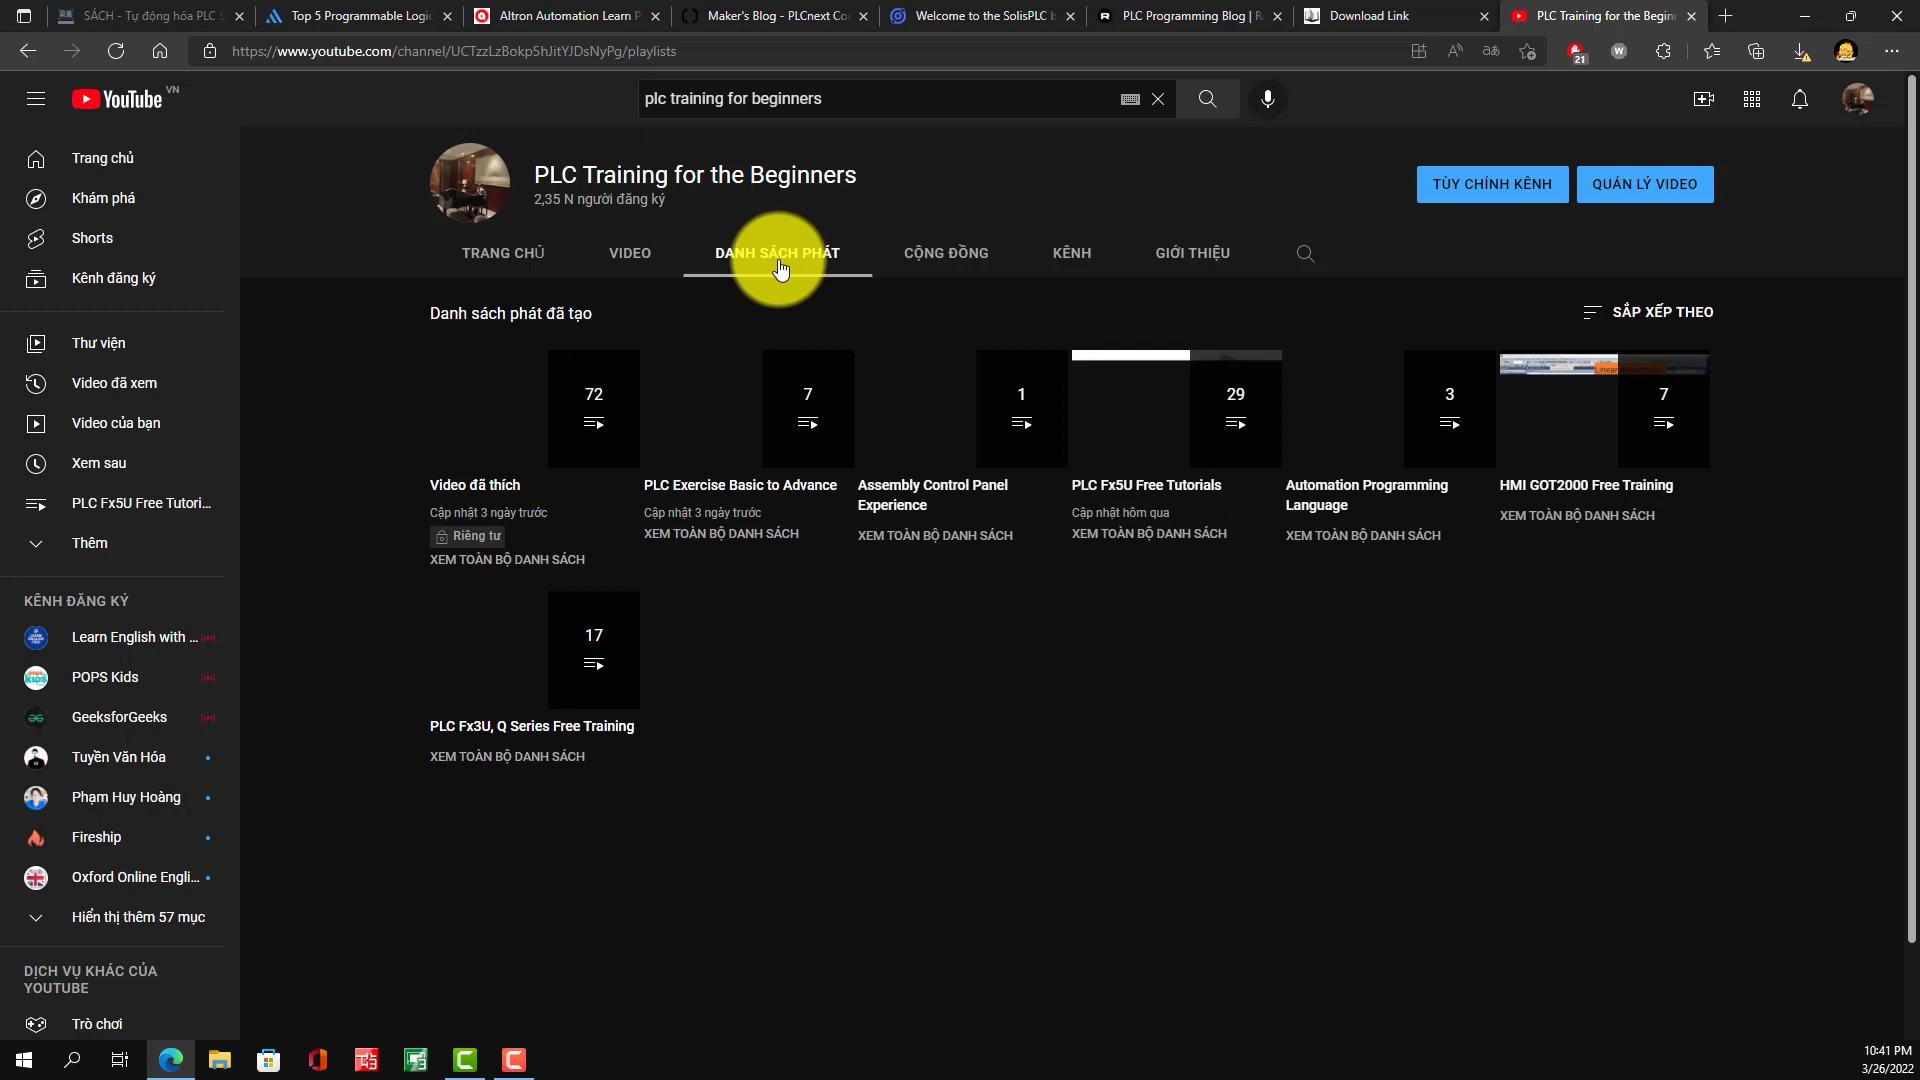 SÁCH - Tự động hóa PLC S
Top 5 Programmable Logic
Altron Automation Learn P
Maker's Blog - PLCnext Co
Welcome to the SolisPLC b
PLC Programming Blog | R
Download Link
PLC Training for the Beginn
https://www.youtube.com/channel/UCTzzLzBokp5hJitYJDsNyPg/playlists
21
W
YouTube VN
plc training for beginners
Trang chủ
Khám phá
Shorts
Kênh đăng ký
Thư viện
Video đã xem
Video của bạn
Xem sau
PLC Fx5U Free Tutori...
Thêm
KÊNH ĐĂNG KÝ
Learn English with ...
POPS Kids
GeeksforGeeks
Tuyền Văn Hóa
Phạm Huy Hoàng
Fireship
Oxford Online Engli...
Hiển thị thêm 57 mục
DỊCH VỤ KHÁC CỦA
YOUTUBE
Trò chơi
PLC Training for the Beginners
2,35 N người đăng ký
TÙY CHỈNH KÊNH
QUẢN LÝ VIDEO
TRANG CHỦ
VIDEO
DANH SÁCH PHÁT
CỘNG ĐỒNG
KÊNH
GIỚI THIỆU
Danh sách phát đã tạo
SẮP XẾP THEO
72
Video đã thích
Cập nhật 3 ngày trước
Riêng tư
XEM TOÀN BỘ DANH SÁCH
7
PLC Exercise Basic to Advance
Cập nhật 3 ngày trước
XEM TOÀN BỘ DANH SÁCH
1
Assembly Control Panel
Experience
XEM TOÀN BỘ DANH SÁCH
29
PLC Fx5U Free Tutorials
Cập nhật hôm qua
XEM TOÀN BỘ DANH SÁCH
3
Automation Programming
Language
XEM TOÀN BỘ DANH SÁCH
7
HMI GOT2000 Free Training
XEM TOÀN BỘ DANH SÁCH
17
PLC Fx3U, Q Series Free Training
XEM TOÀN BỘ DANH SÁCH
10:41 PM
3/26/2022